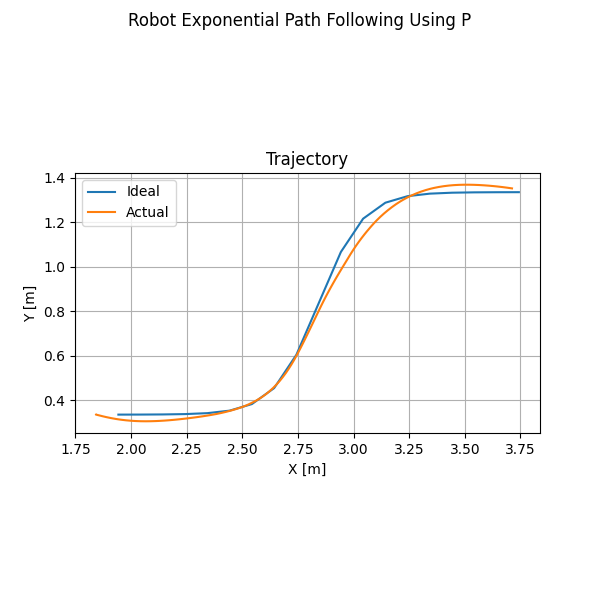 Robot Exponential Path Following Using P
Trajectory
Ideal
Actual
1.4
1.2
1.0
0.8
0.6
0.4
Y [m]
1.75 2.00 2.25 2.50 2.75 3.00 3.25 3.50 3.75
X [m]